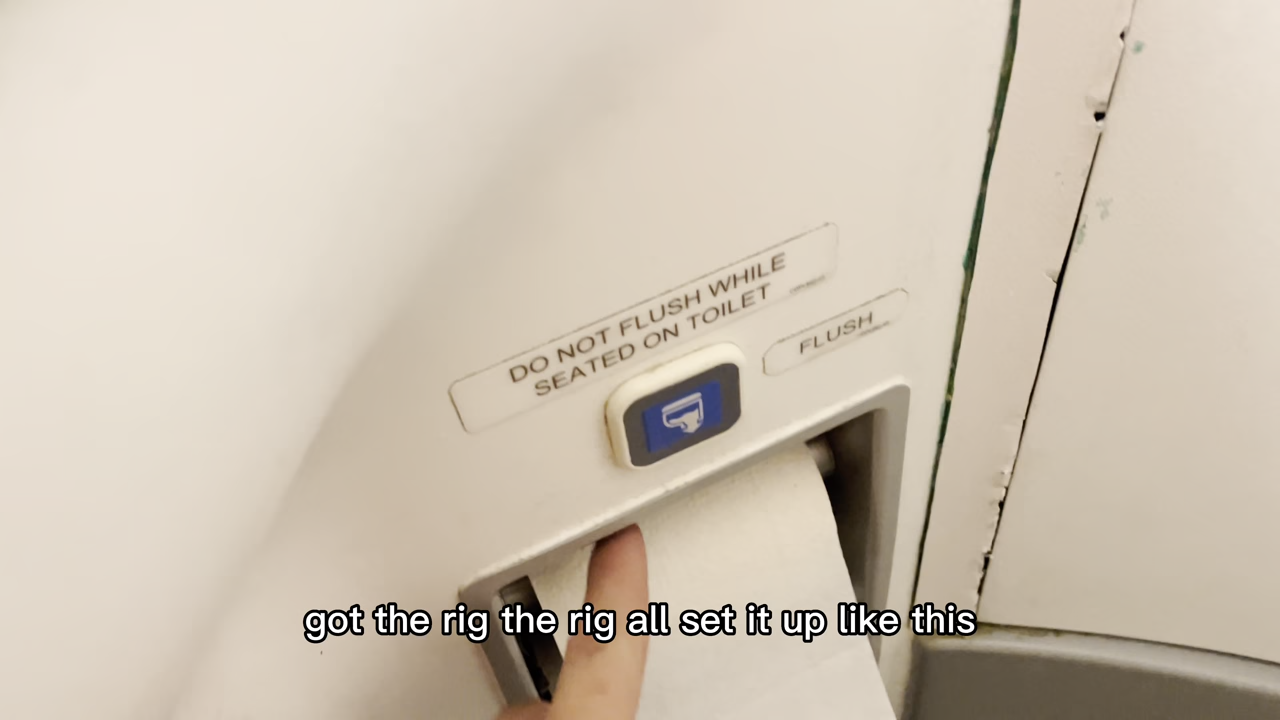 DO NOT FLUSH WHILE
SEATED ON TOILET
FLUSH
got the rig the rig all set it up like this